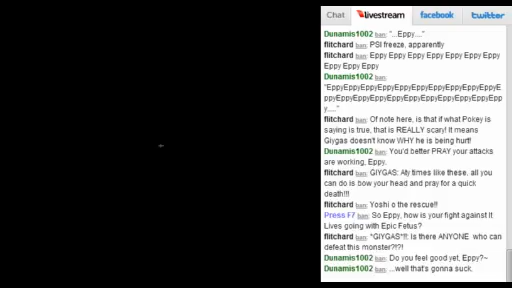 Chat livestream facebook twitter
Dunamis1002 ban: "...Eppy...."
flitchard ban: PSI freeze, apparently
flitchard ban: Eppy Eppy Eppy Eppy Eppy Eppy Eppy
Eppy Eppy Eppy
Dunamis1002 ban:
"EppyEppyEppyEppyEppyEppyEppyEppyEppyEppyE
ppyEppyEppyEppyEppyEppyEppyEppyEppyEppyEpp
y....."
flitchard ban: Of note here, is that if what Pokey is
saying is true, that is REALLY scary! It means
Giygas doesn't know WHY he is being hurt!
Dunamis1002 ban: You'd better PRAY your attacks
are working, Eppy.
flitchard ban: GIYGAS: Aty times like these, all you
can do is bow your head and pray for a quick
death!!!
flitchard ban: Yoshi o the rescue!!
Press F7 ban: So Eppy, how is your fight against It
Lives going with Epic Fetus?
flitchard ban: *GIYGAS*!!: Is there ANYONE who can
defeat this monster?!?!
Dunamis1002 ban: Do you feel good yet, Eppy?~
Dunamis1002 ban: ...well that's gonna suck.